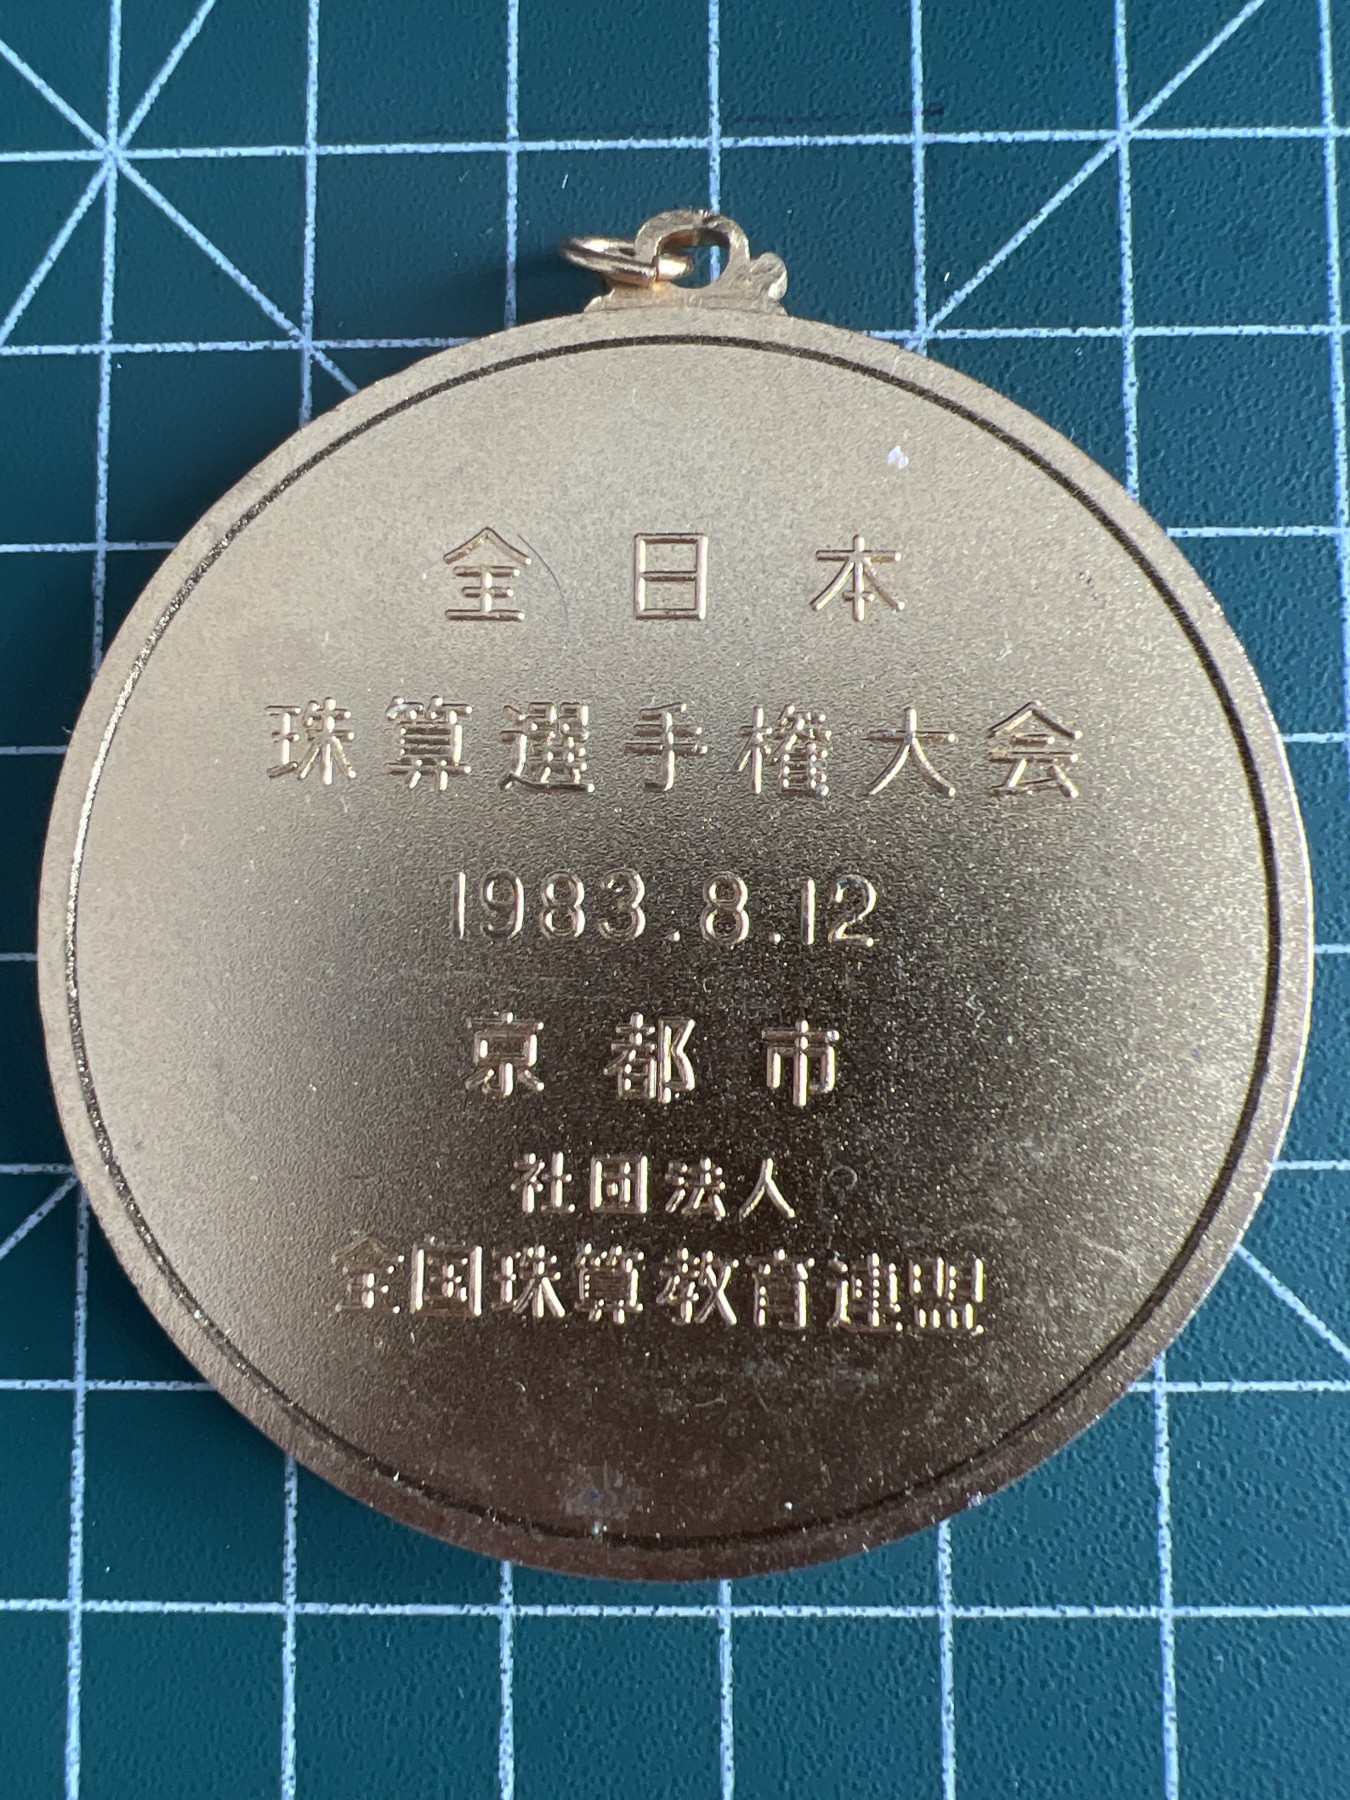 全日本
珠算選手権大会
1983.8.12
京都市
社団法人
全国珠算教育連盟